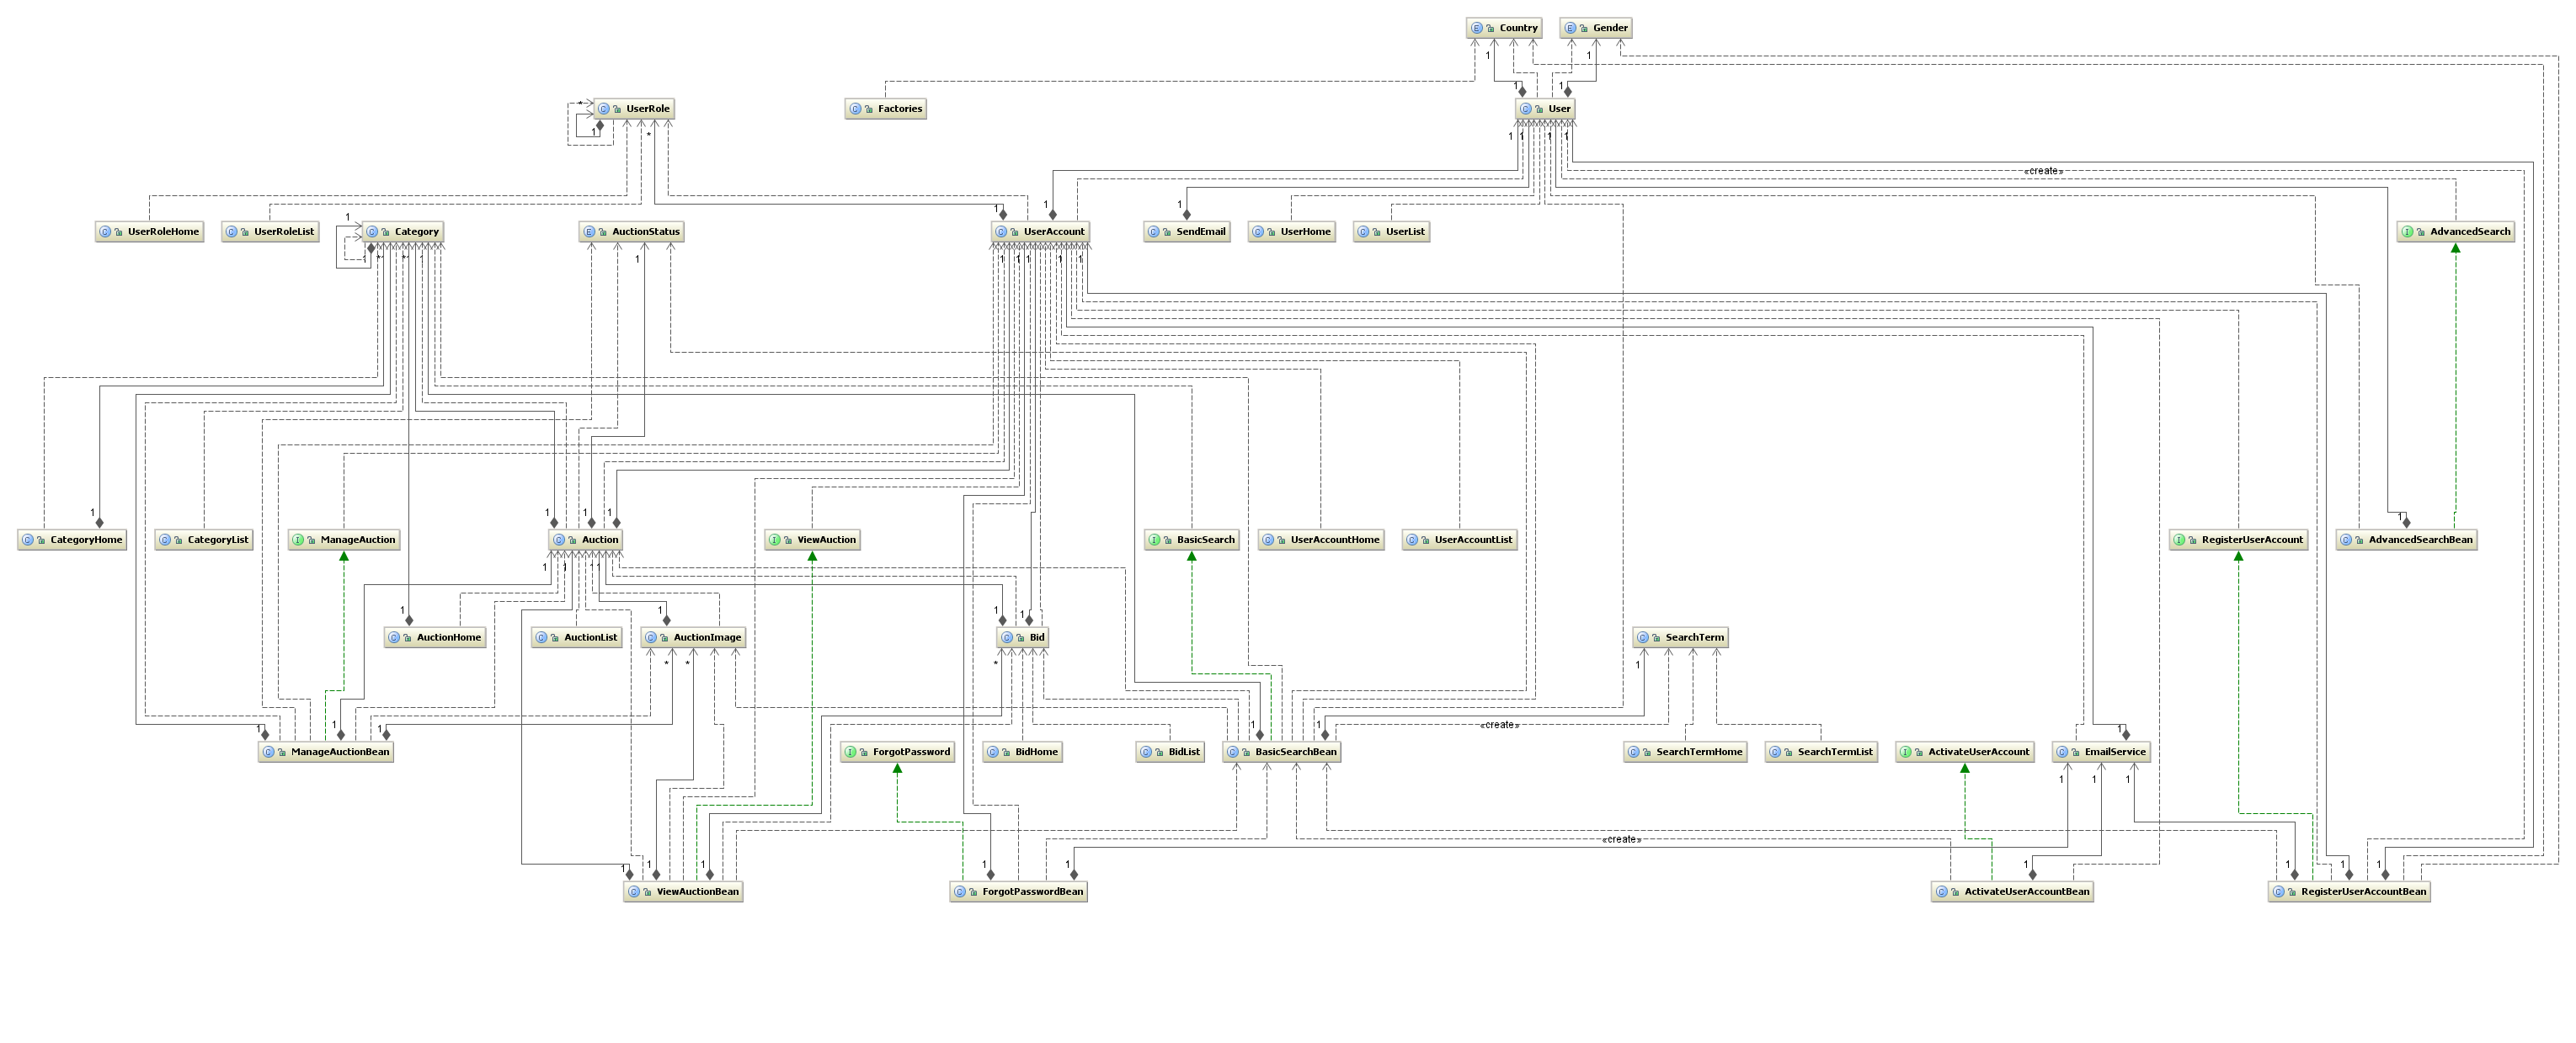 Country
Gender
UserRole
Factories
User
«create»
UserRoleHome
UserRoleList
Category
AuctionStatus
UserAccount
SendEmail
UserHome
UserList
AdvancedSearch
CategoryHome
CategoryList
ManageAuction
Auction
ViewAuction
BasicSearch
UserAccountHome
UserAccountList
RegisterUserAccount
AdvancedSearchBean
AuctionHome
AuctionList
AuctionImage
Bid
SearchTerm
«create»
ManageAuctionBean
ForgotPassword
BidHome
BidList
BasicSearchBean
SearchTermHome
SearchTermList
ActivateUserAccount
EmailService
«create»
ViewAuctionBean
ForgotPasswordBean
ActivateUserAccountBean
RegisterUserAccountBean